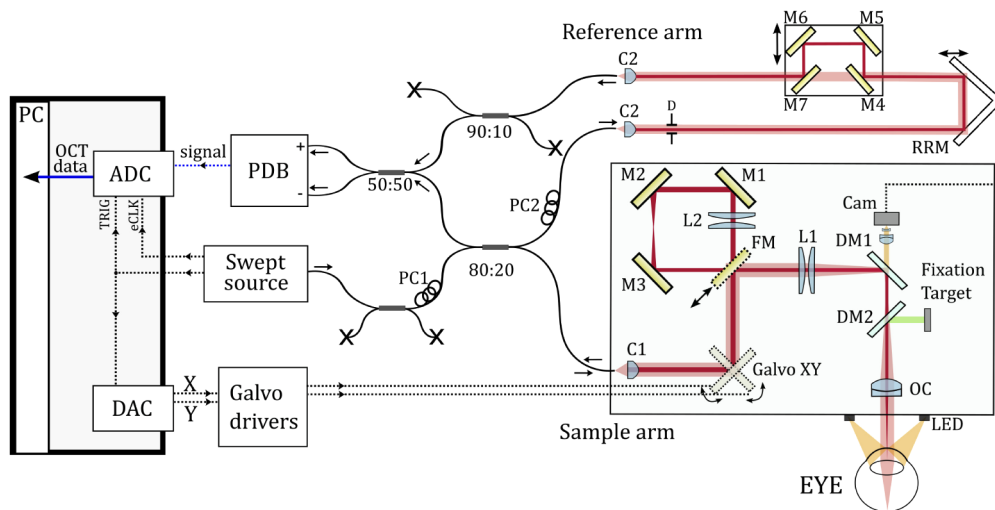 M6
M5
Reference arm
C2
M7
M4
PC
X
90:10
C2
D
RRM
OCT
data
ADC
signal
PDB
+
-
50:50
X
TRIG
eCLK
PC2
M2
M1
Cam
L2
FM
L1
DM1
Fixation
Target
Swept
source
PC1
80:20
M3
DM2
X
X
C1
Galvo XY
OC
DAC
X
Y
Galvo
drivers
Sample arm
LED
EYE